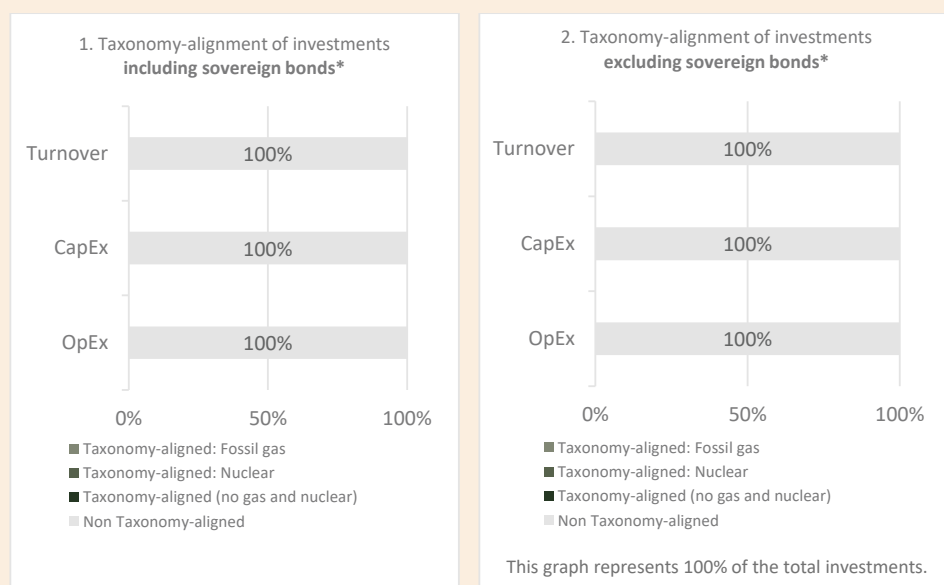 1. Taxonomy-alignment of investments
including sovereign bonds*
Turnover
100%
CapEx
100%
OpEx
100%
0%
50%
100%
Taxonomy-aligned: Fossil gas
Taxonomy-aligned: Nuclear
Taxonomy-aligned (no gas and nuclear)
Non Taxonomy-aligned
2. Taxonomy-alignment of investments
excluding sovereign bonds*
Turnover
100%
CapEx
100%
OpEx
100%
0%
50%
100%
Taxonomy-aligned: Fossil gas
Taxonomy-aligned: Nuclear
Taxonomy-aligned (no gas and nuclear)
Non Taxonomy-aligned
This graph represents 100% of the total investments.